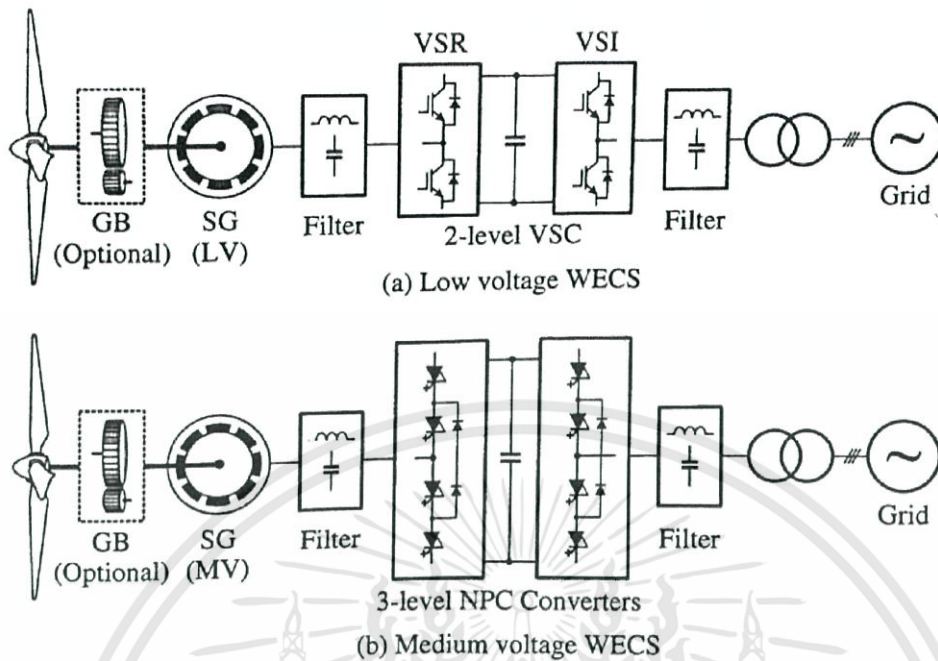 VSR VSI
GB
(Optional)
SG
(LV)
Filter
2-level VSC
Filter
Grid
(a) Low voltage WECS
GB
(Optional)
SG
(MV)
Filter
3-level NPC Converters
Filter
Grid
(b) Medium voltage WECS